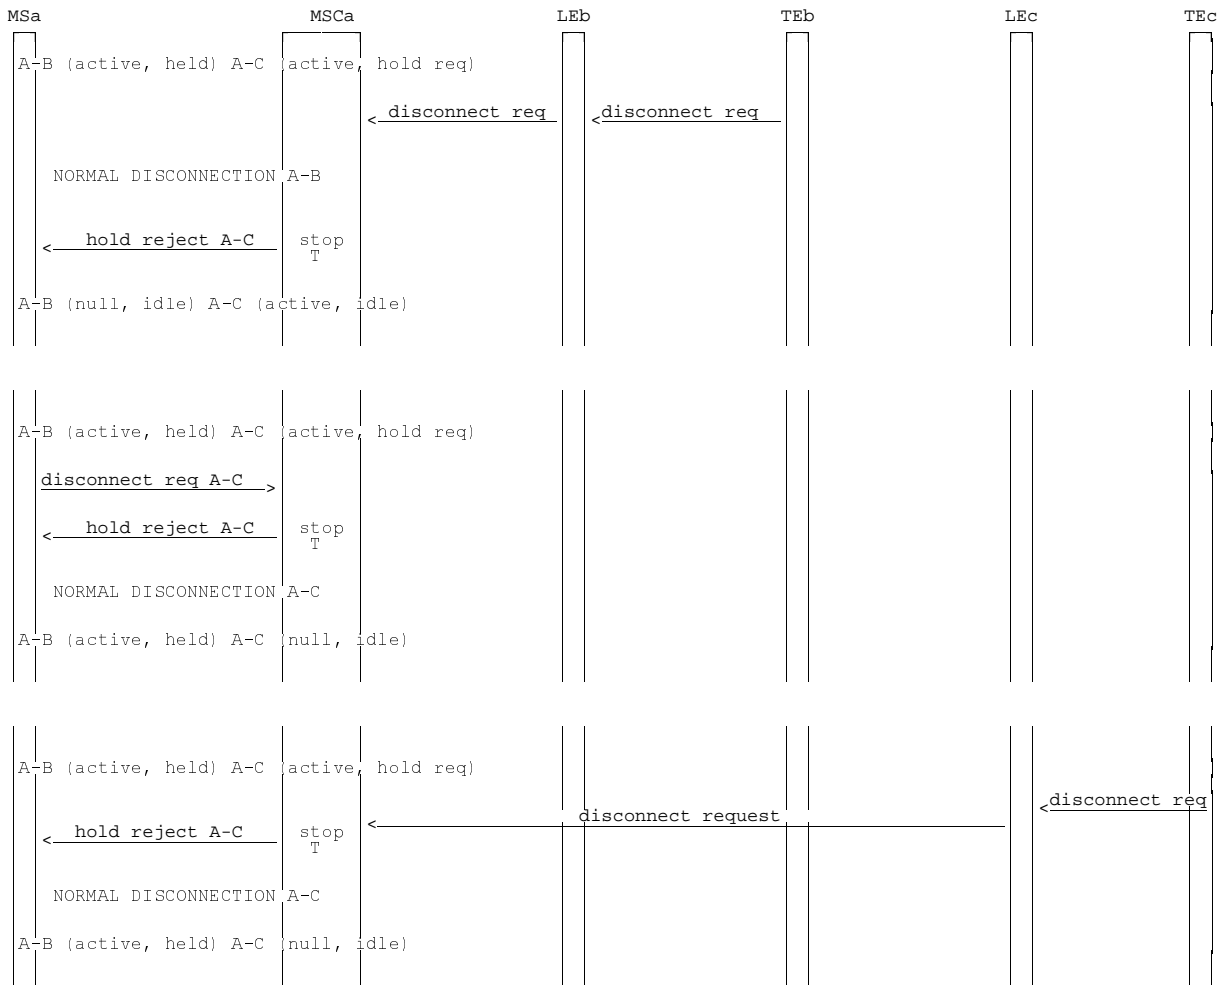 MSa MSCa LEb TEb LEc TEc
A-B (active, held) A-C (active, hold req)
disconnect req disconnect req
NORMAL DISCONNECTION A-B
hold reject A-C stop
T
A-B (null, idle) A-C (active, idle)
A-B (active, held) A-C (active, hold req)
disconnect req A-C
hold reject A-C stop
T
NORMAL DISCONNECTION A-C
A-B (active, held) A-C (null, idle)
A-B (active, held) A-C (active, hold req)
disconnect req
disconnect request
hold reject A-C stop
T
NORMAL DISCONNECTION A-C
A-B (active, held) A-C (null, idle)